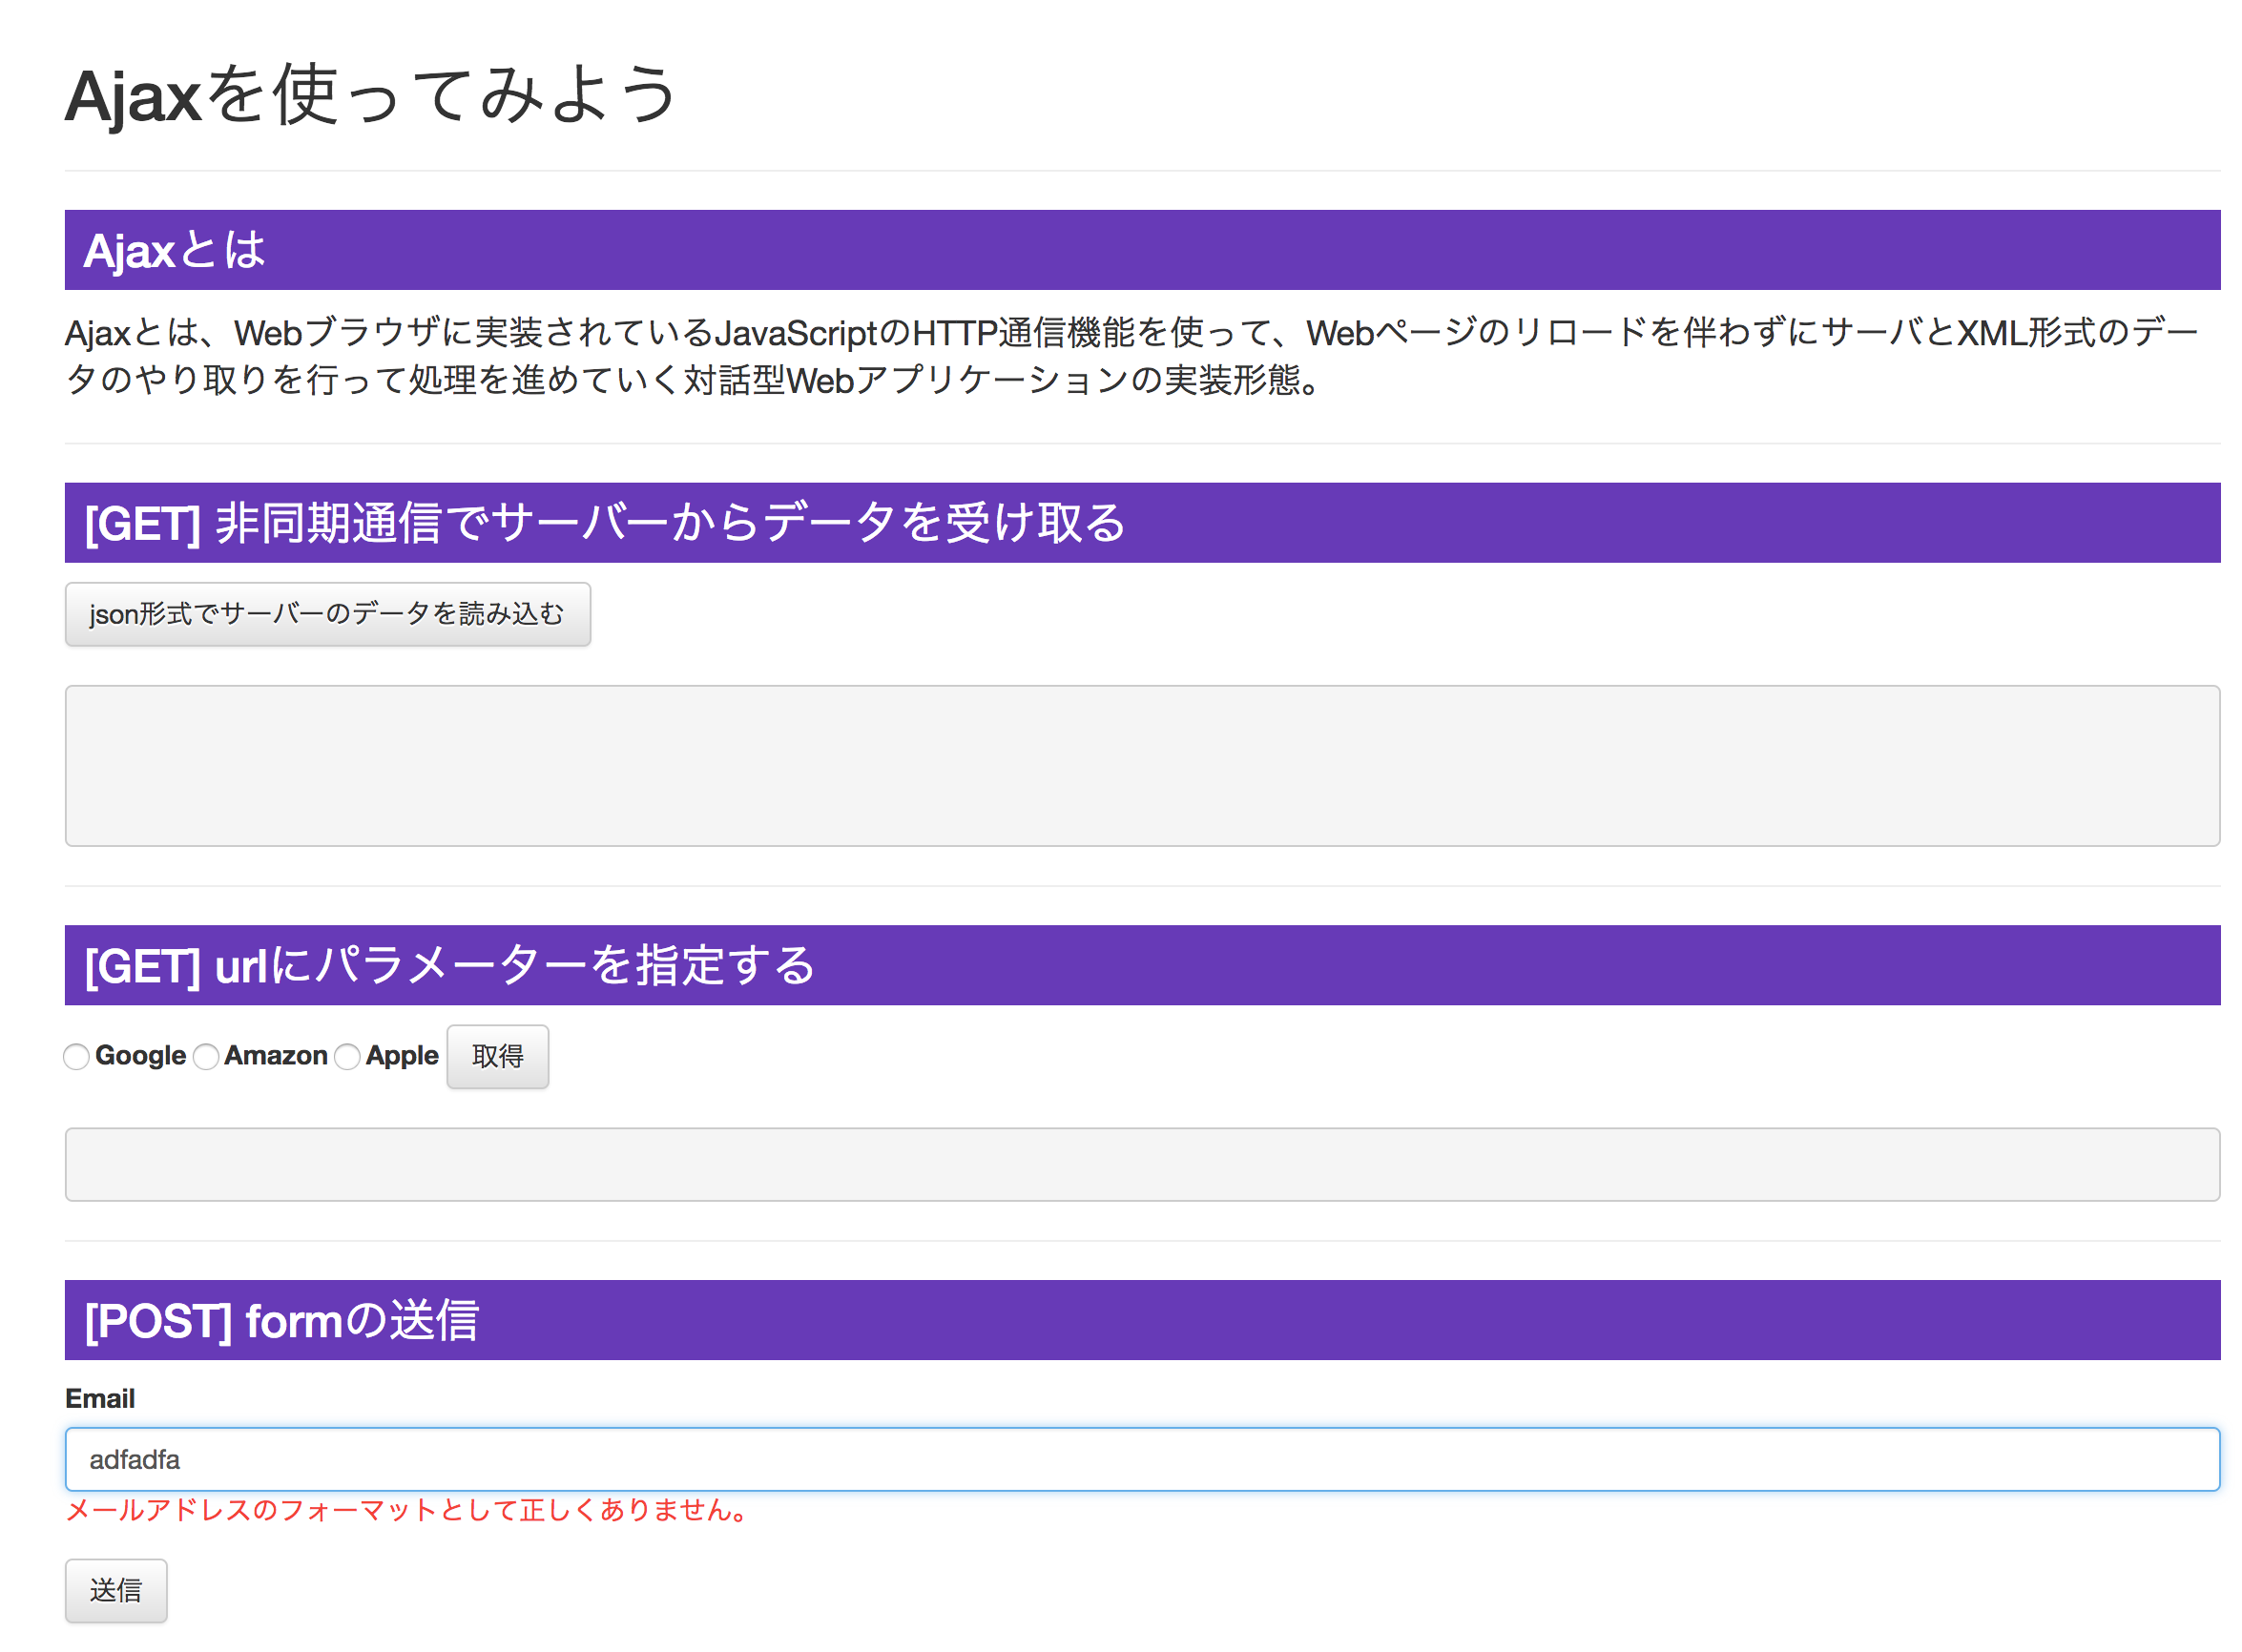 Ajaxを使ってみよう
Ajaxとは
Ajaxとは、Webブラウザに実装されているJavaScriptのHTTP通信機能を使って、Webページのリロードを伴わずにサーバとXML形式のデー
タのやり取りを行って処理を進めていく対話型Webアプリケーションの実装形態。
[GET] 非同期通信でサーバーからデータを受け取る
json形式でサーバーのデータを読み込む
[GET] urlにパラメーターを指定する
Google Amazon Apple 取得
[POST] formの送信
Email
adfadfa
メールアドレスのフォーマットとして正しくありません。
送信